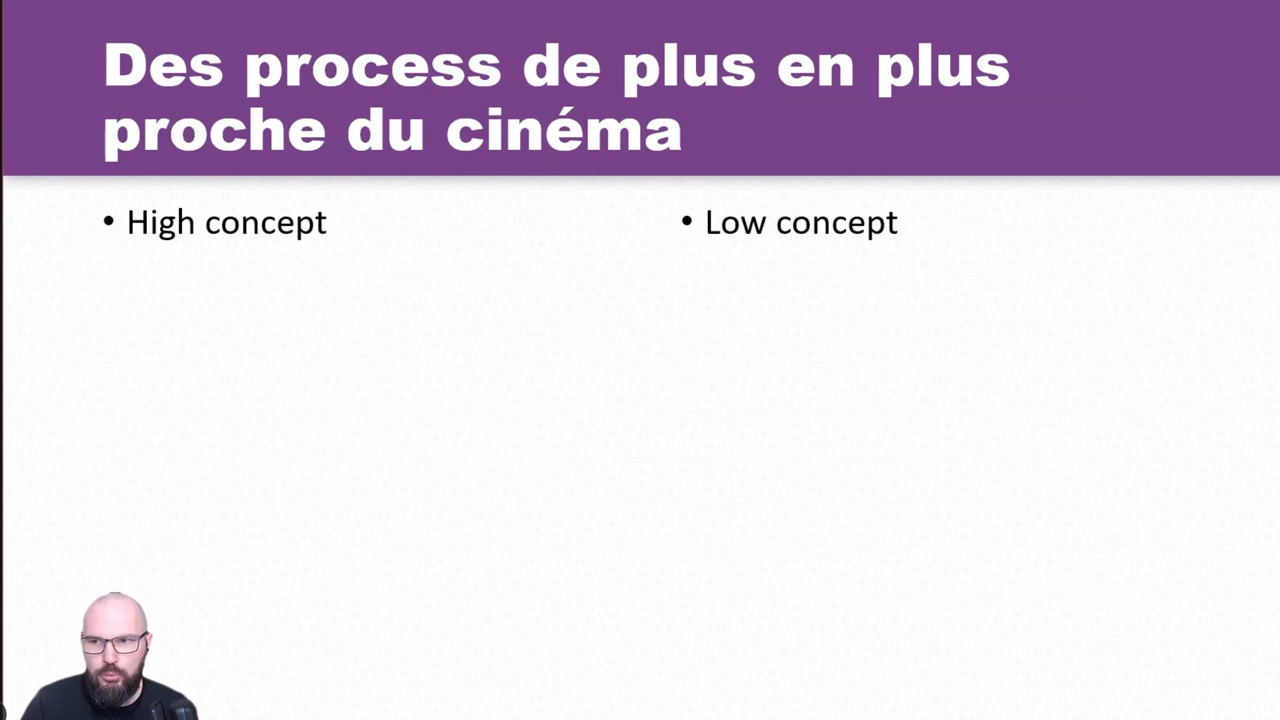 Des process de plus en plus
proche du cinéma
• High concept
• Low concept